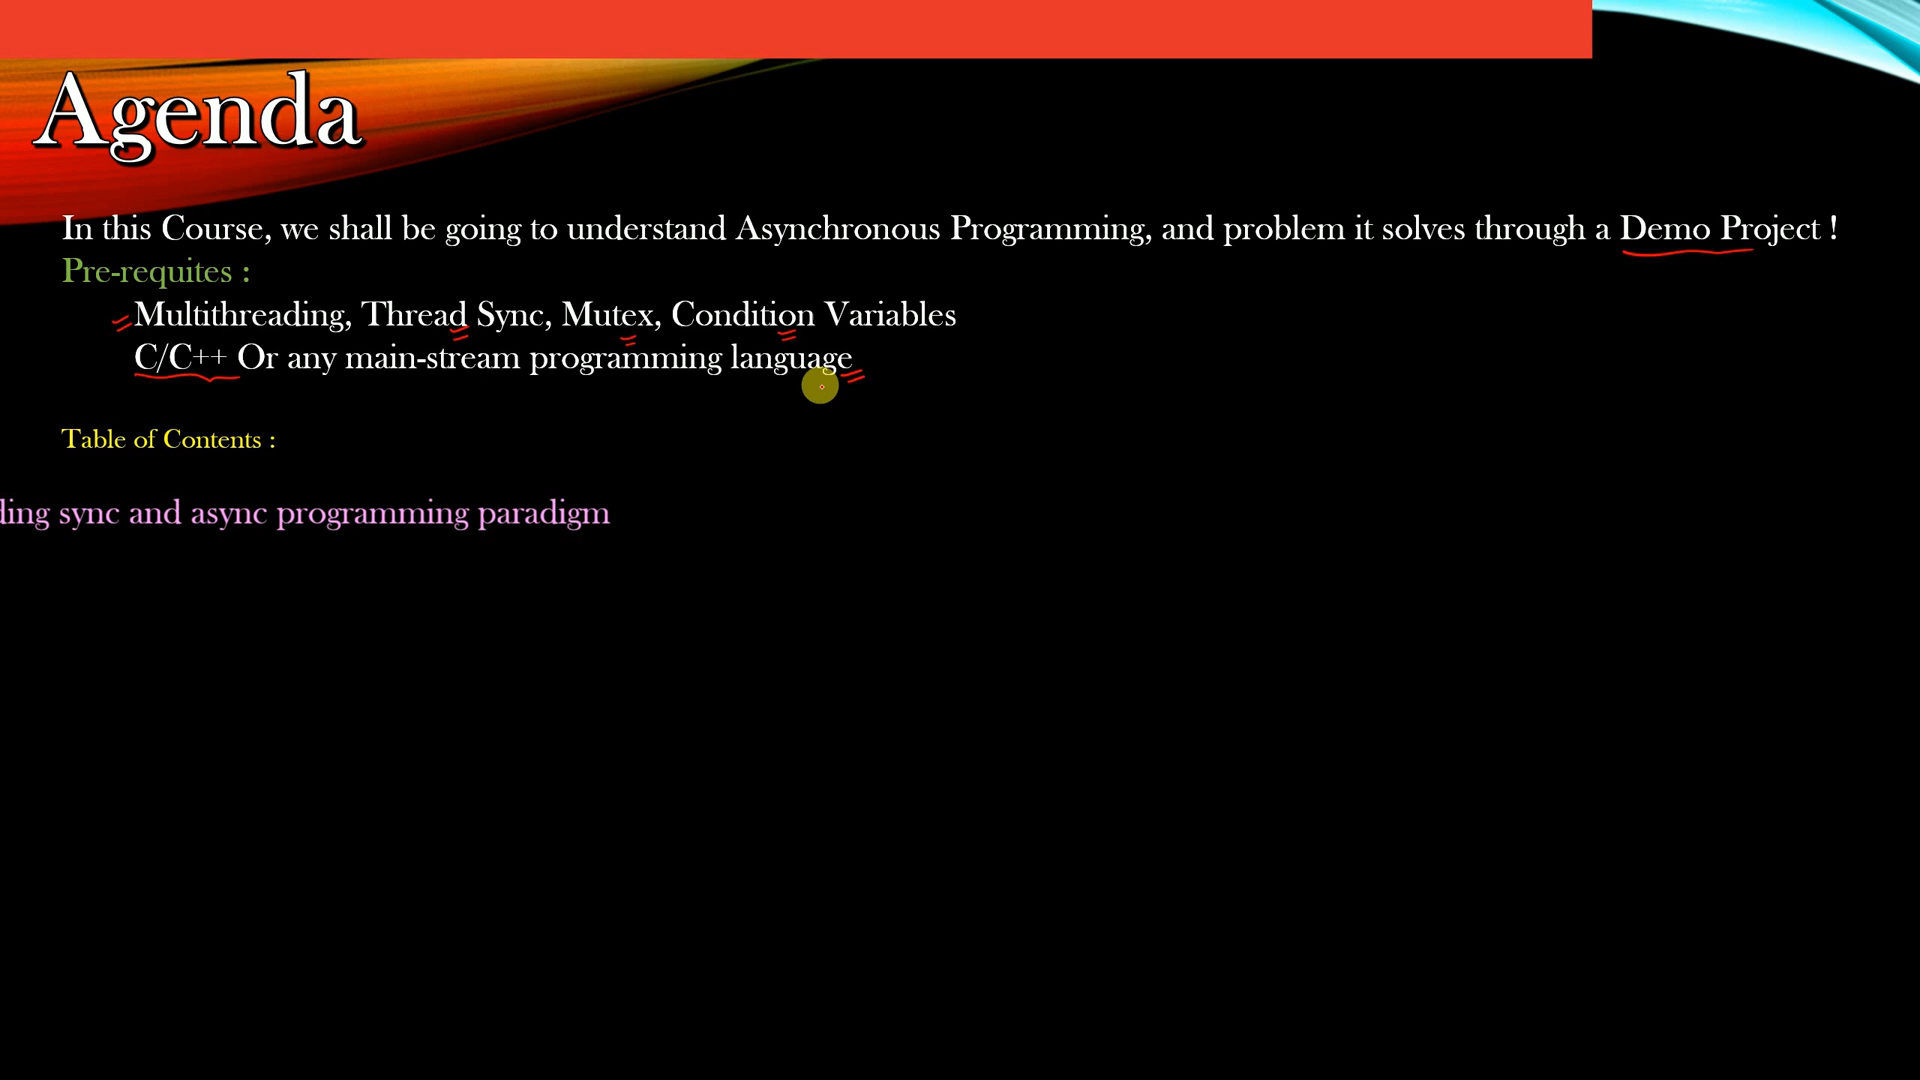 Agenda
In this Course, we shall be going to understand Asynchronous Programming, and problem it solves through a Demo Project !
Pre-requites :
Multithreading, Thread Sync, Mutex, Condition Variables
C/C++ Or any main-stream programming language
Table of Contents :
ding sync and async programming paradigm